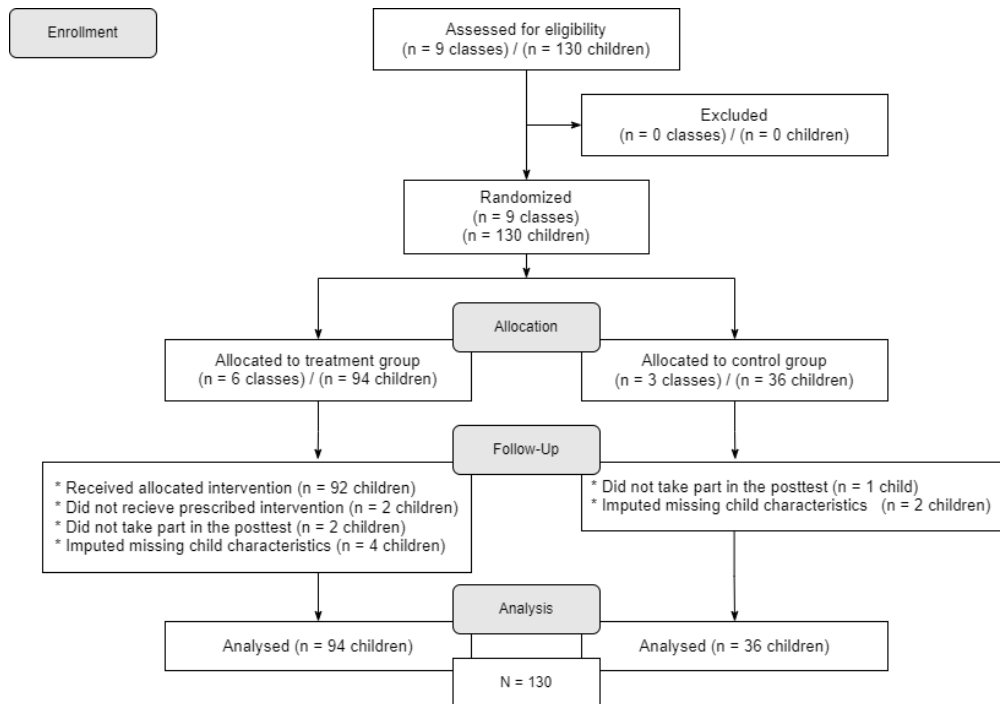 Enrollment
Assessed for eligibility
(n = 9 classes) / (n = 130 children)
Excluded
(n = 0 classes) / (n = 0 children)
Randomized
(n = 9 classes)
(n = 130 children)
Allocation
Allocated to treatment group
(n = 6 classes) / (n = 94 children)
Allocated to control group
(n = 3 classes) / (n = 36 children)
Follow-Up
* Received allocated intervention (n = 92 children)
* Did not recieve prescribed intervention (n = 2 children)
* Did not take part in the posttest (n = 2 children)
* Imputed missing child characteristics (n = 4 children)
* Did not take part in the posttest (n = 1 child)
* Imputed missing child characteristics (n = 2 children)
Analysis
Analysed (n = 94 children)
Analysed (n = 36 children)
N = 130